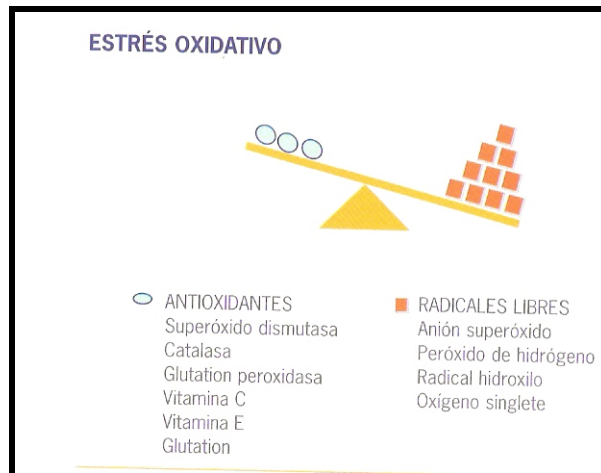 ESTRÉS OXIDATIVO
ANTIOXIDANTES
Superóxido dismutasa
Catalasa
Glutation peroxidasa
Vitamina C
Vitamina E
Glutation
RADICALES LIBRES
Anión superóxido
Peróxido de hidrógeno
Radical hidroxilo
Oxígeno singlete